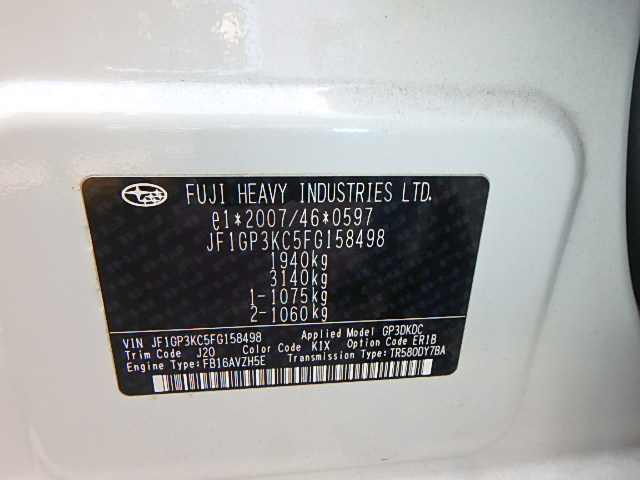 FUJI HEAVY INDUSTRIES LTD.
e1*2007/46*0597
JF1GP3KC5FG158498
1940kg
3140kg
1-1075kg
2-1060kg
VIN JF1GP3KC5FG158498 Applied Model GP3DKDC
Trim Code J20 Color Code K1X Option Code ER1B
Engine Type:FB16AVZH5E Transmission Type:TR580DY7BA